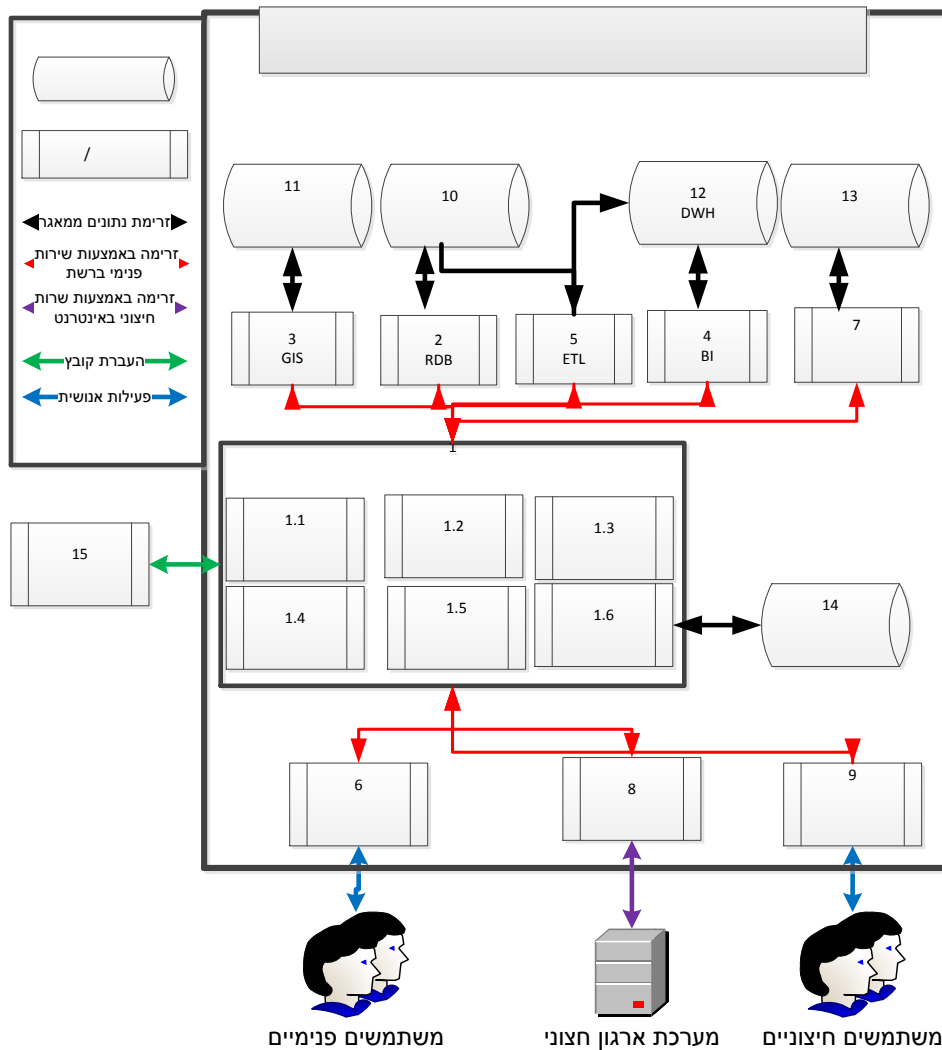 /
זרימת נתונים ממאגר
זרימה באמצעות שירות
פנימי ברשת
זרימה באמצעות שרות
חיצוני באינטרנט
העברת קובץ
פעילות אנושית
11
10
12
DWH
13
3
GIS
2
RDB
5
ETL
4
BI
7
1
1.1
1.2
1.3
1.4
1.5
1.6
15
14
6
8
9
משתמשים פנימיים
מערכת ארגון חצוני
משתמשים חיצוניים